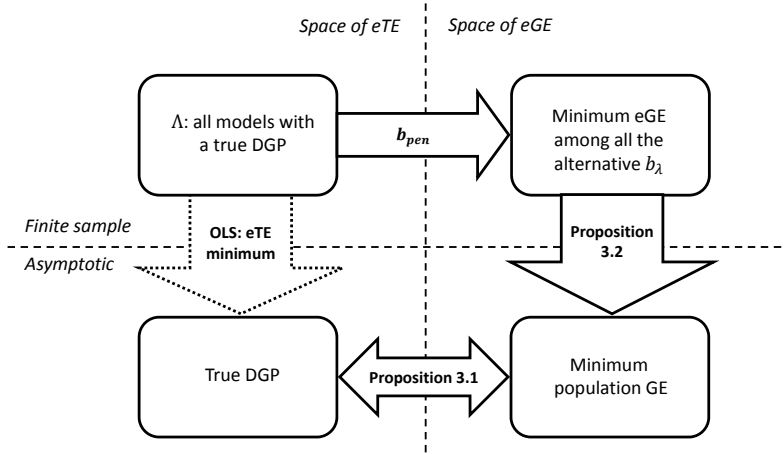 Space of eTE
Space of eGE
Λ: all models with
a true DGP
b_pen
Minimum eGE
among all the
alternative b_λ
Finite sample
Asymptotic
OLS: eTE
minimum
Proposition
3.2
True DGP
Proposition 3.1
Minimum
population GE